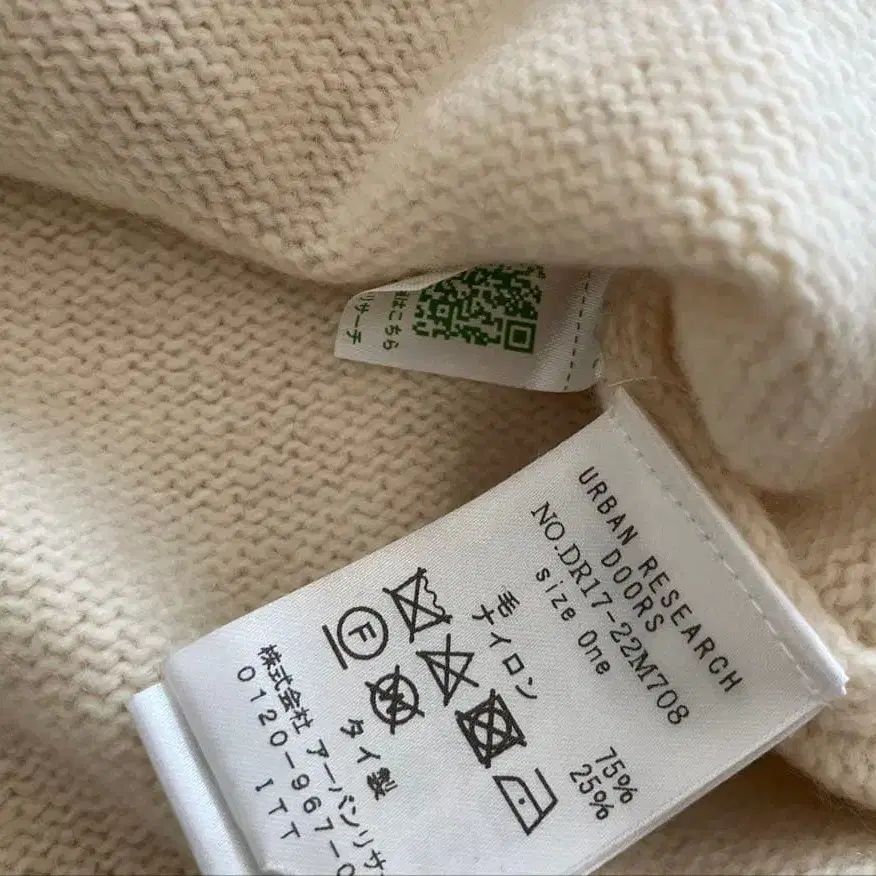 URBAN RESEARCH
DOORS
NO.DR17-22M708
size One
毛 75%
ナイロン 25%
F
W
タイ製
株式会社 アーバンリサ
0120-967-0
ITT
はこちら
リサーチ